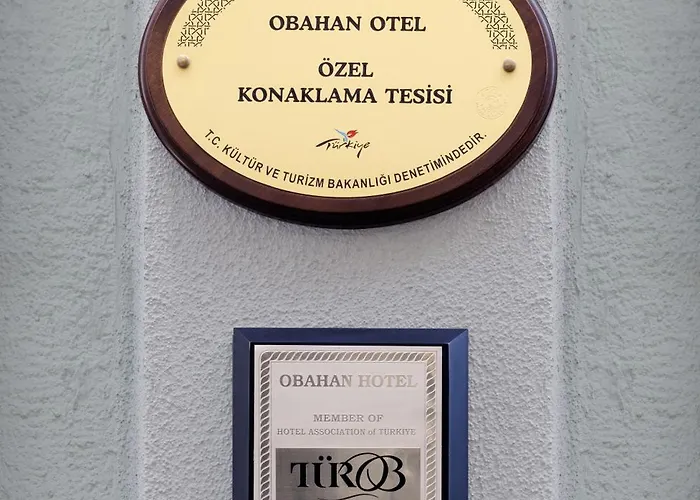 OBAHAN OTEL
ÖZEL
KONAKLAMA TESİSİ
Türkiye
T.C. KÜLTÜR VE TURİZM BAKANLIĞI DENETİMİNDEDİR.
OBAHAN HOTEL
MEMBER OF
HOTEL ASSOCIATION of TURKIYE
TÜROB